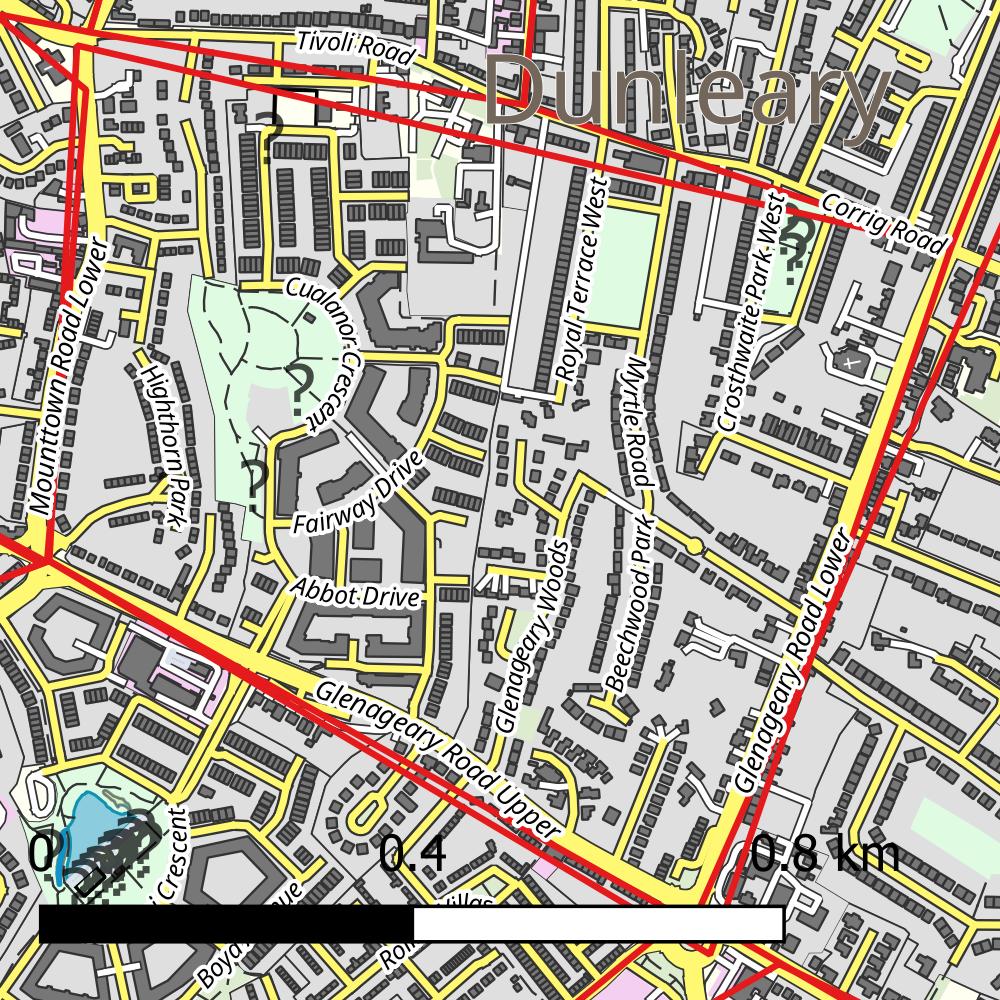 Tivoli Road
Dunleary
Corrig Road
Royal Terrace West
Crosthwaite Park West
Mounttown Road Lower
Cualanor Crescent
Highthorn Park
Myrtle Road
Fairway Drive
Abbot Drive
Glenageary Woods
Beechwood Park
Glenageary Road Lower
Glenageary Road Upper
Crescent
?
?
?
?
0 0.4 0.8 km